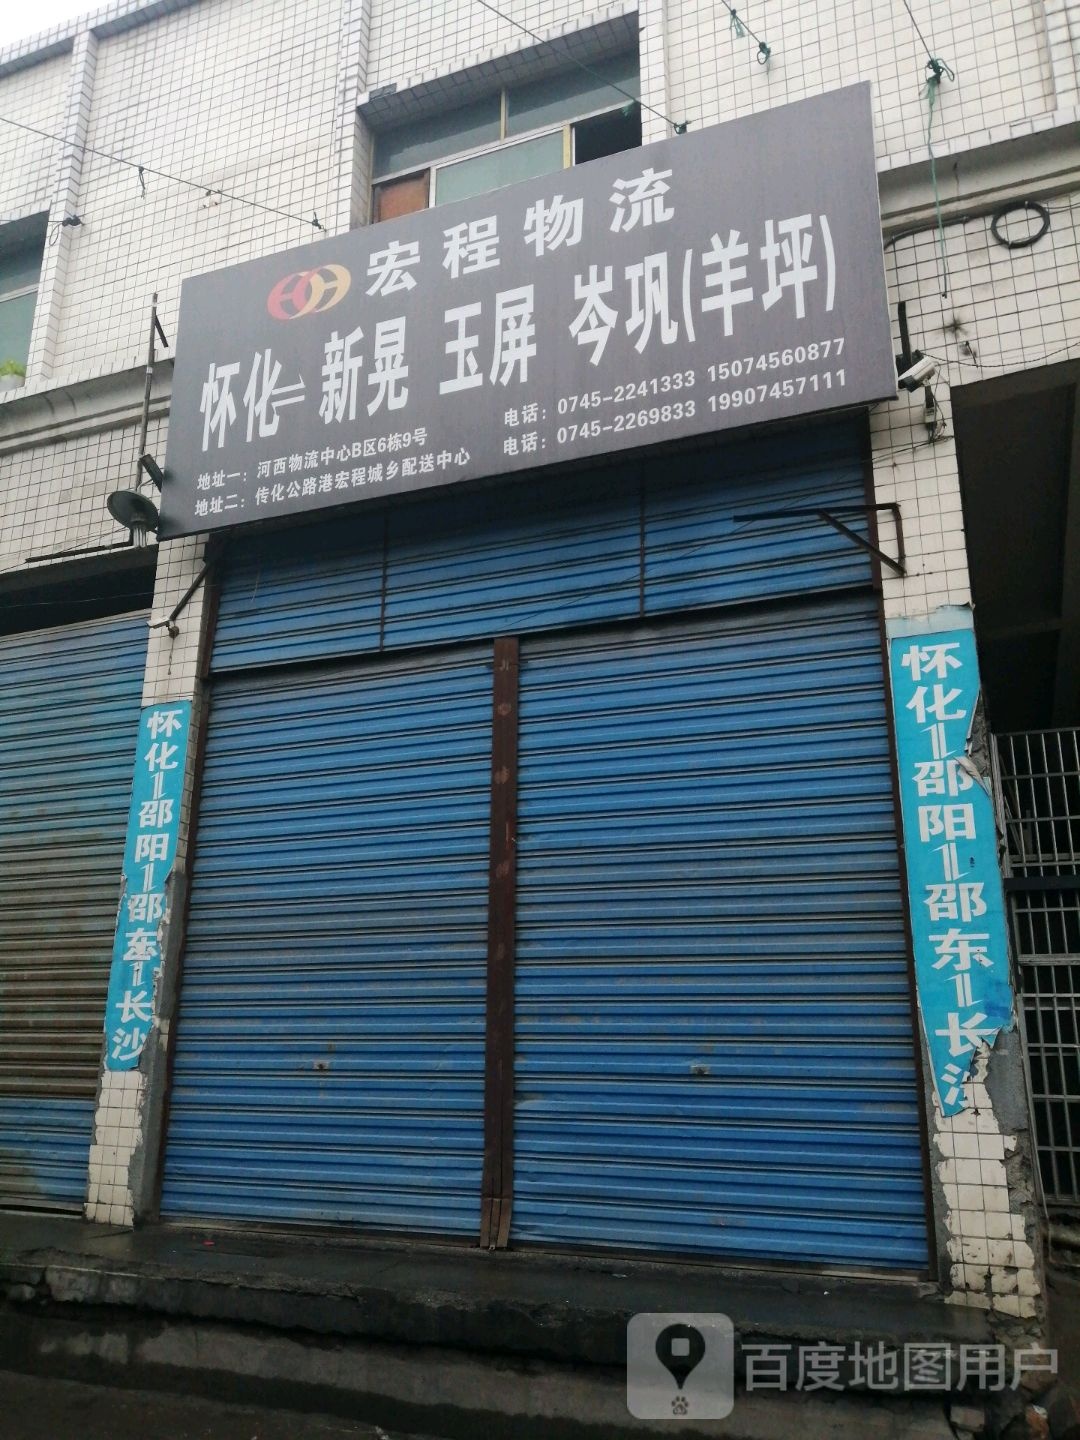 宏程物流
怀化⇌新晃 玉屏 岑巩(羊坪)
地址一：河西物流中心B区6栋9号
地址二：传化公路港宏程城乡配送中心
电话：0745-2241333 15074560877
电话：0745-2269833 19907457111
怀化⇌邵阳⇌邵东⇌长沙
怀化⇌邵阳⇌邵东⇌长
百度地图用户